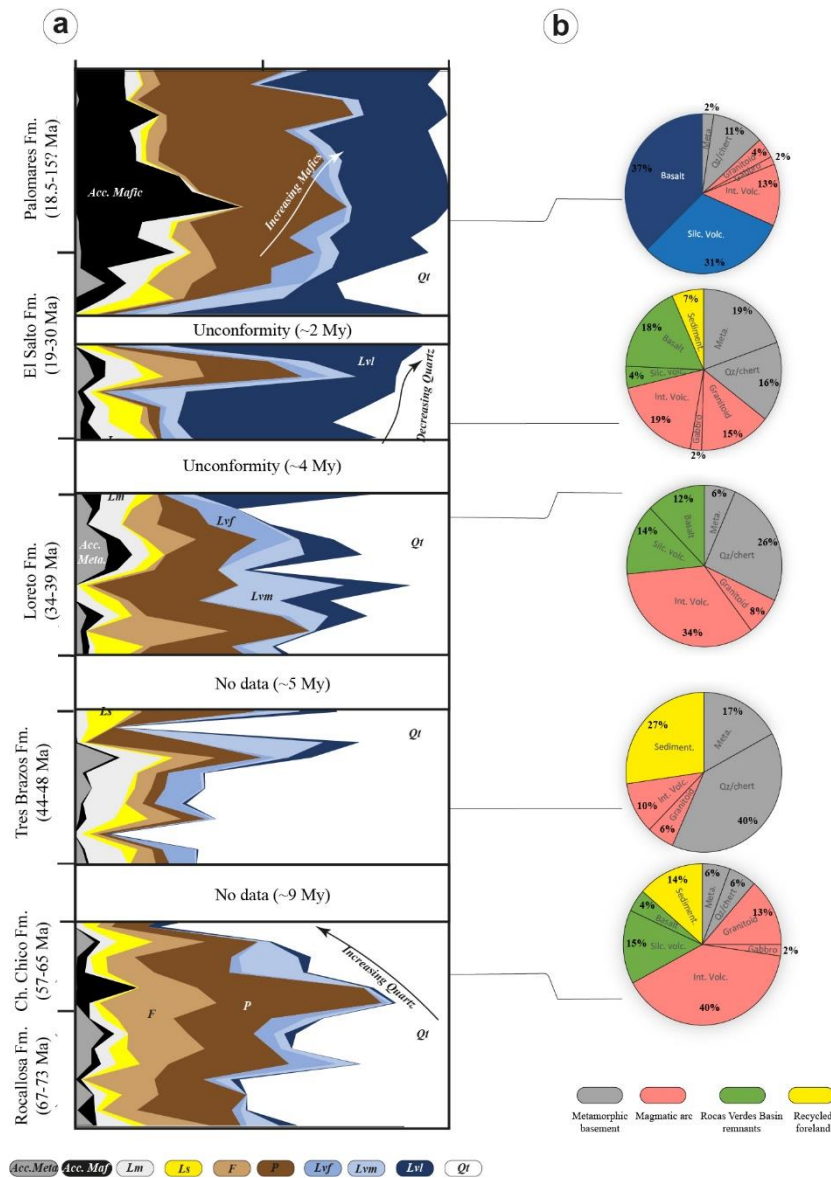 a
b
Palomares Fm.
(18.5-15? Ma)
El Salto Fm.
(19-30 Ma)
Loreto Fm.
(34-39 Ma)
Tres Brazos Fm.
(44-48 Ma)
Ch. Chico Fm.
(57-65 Ma)
Rocallosa Fm.
(67-73 Ma)
Acc. Mafic
Increasing Mafics
Qt
Unconformity (~2 My)
Lvl
Decreasing Quartz
Unconformity (~4 My)
Lm
Lvf
Acc.
Meta.
Qt
Lvm
No data (~5 My)
Ls
Qt
No data (~9 My)
Increasing Quartz
F
P
Qt
Acc.Meta
Acc. Maf
Lm
Ls
F
P
Lvf
Lvm
Lvl
Qt
2%
Meta.
11%
Qz/chert
4%
Granitoid
2%
Gabbro
13%
Int. Volc.
31%
Silc. Volc.
37%
Basalt
19%
Meta.
16%
Qz/chert
15%
Granitoid
2%
Gabbro
19%
Int. Volc.
4%
Silc. volc.
18%
Basalt
7%
Sediment
6%
Meta.
26%
Qz/chert
8%
Granitoid
34%
Int. Volc.
14%
Silc. volc.
12%
Basalt
17%
Meta.
40%
Qz/chert
6%
Granitoid
10%
Int. Volc.
27%
Sediment.
6%
Meta.
6%
Qz/chert
13%
Granitoid
2%
Gabbro
40%
Int. Volc.
15%
Silc. volc.
4%
Basalt
14%
Sediment
Metamorphic
basement
Magmatic arc
Rocas Verdes Basin
remnants
Recycled
foreland